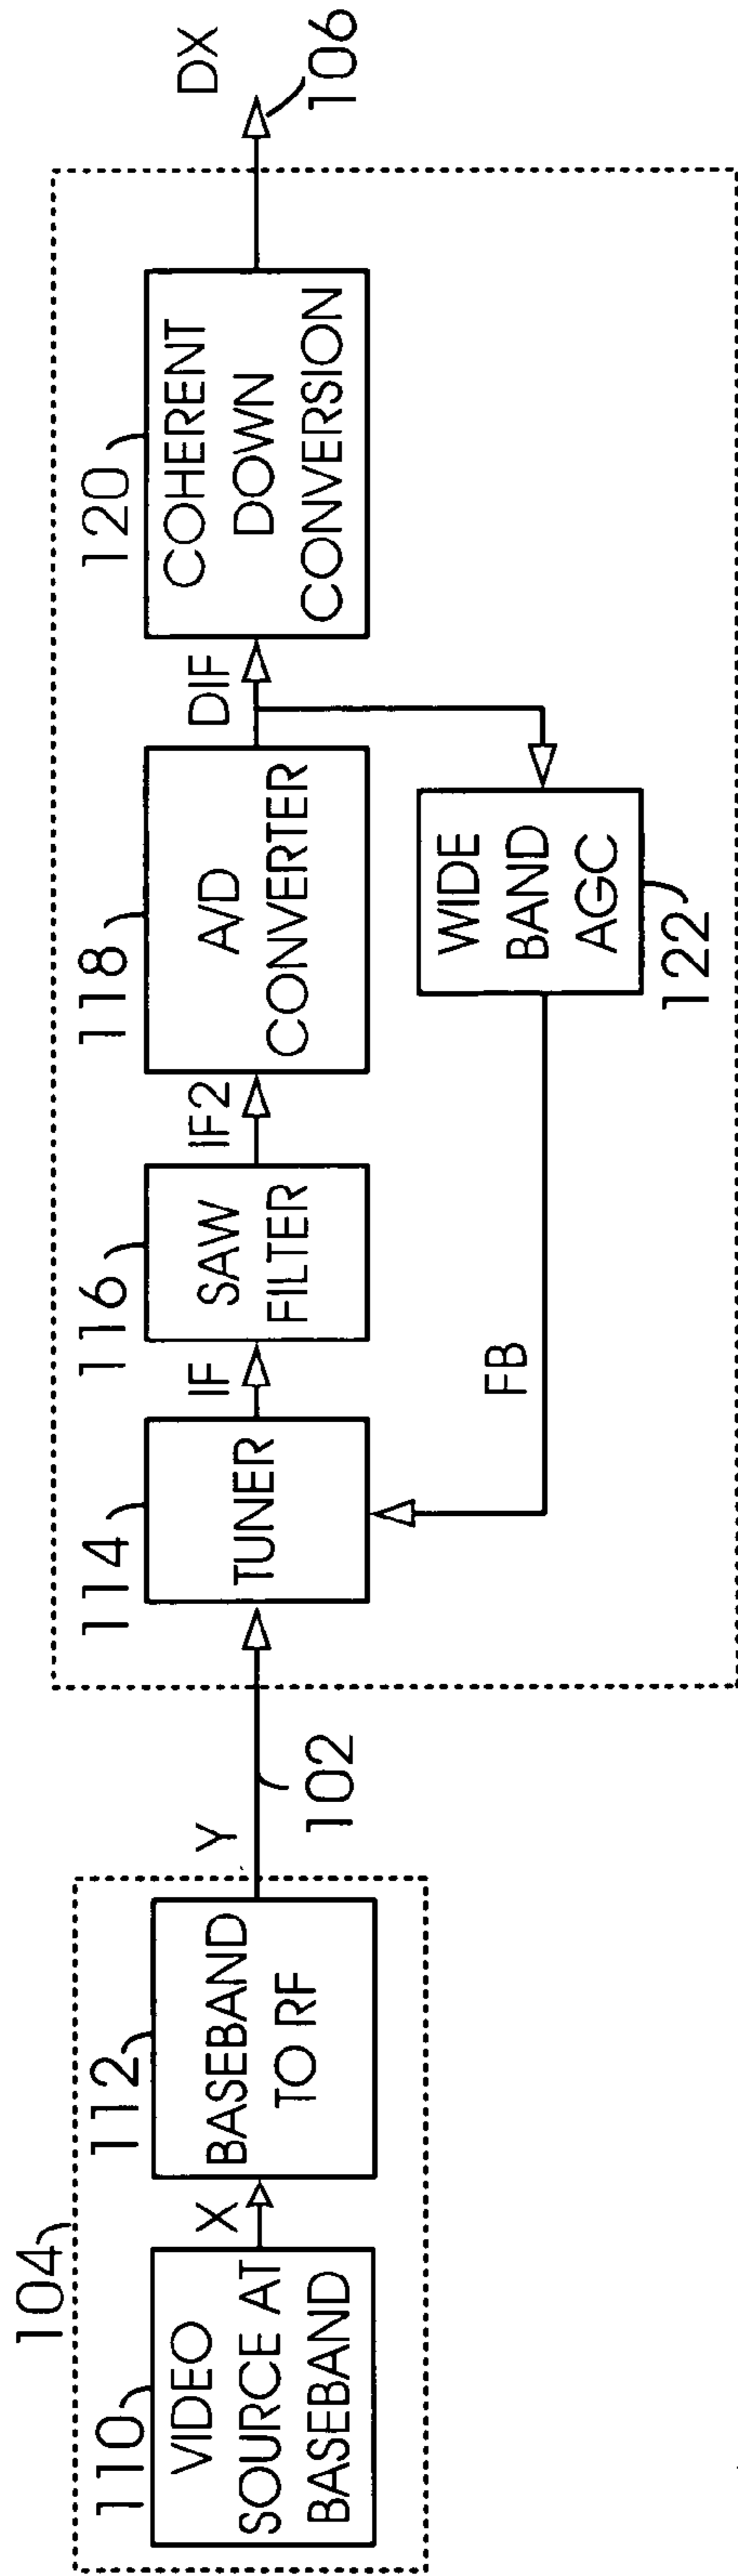 104
110
VIDEO
SOURCE AT
BASEBAND
X
112
BASEBAND
TO RF
Y
102
114
TUNER
IF
116
SAW
FILTER
IF2
118
A/D
CONVERTER
DIF
120
COHERENT
DOWN
CONVERSION
DX
106
FB
WIDE
BAND
AGC
122